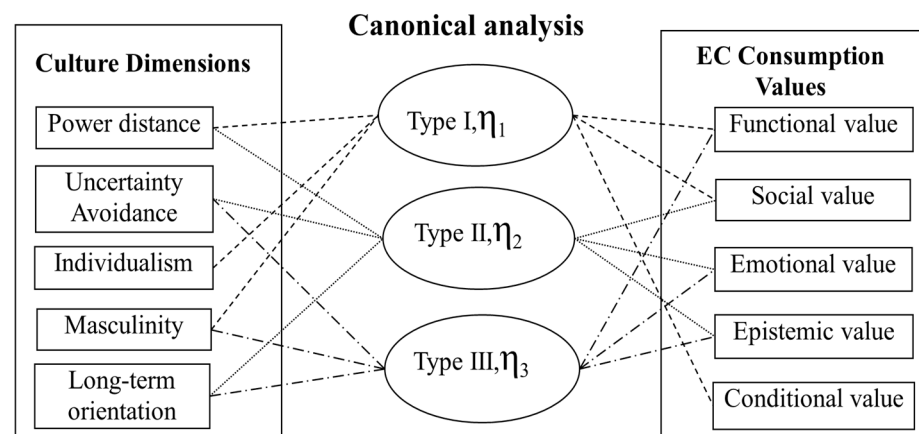 Canonical analysis
Culture Dimensions
Power distance
Uncertainty
Avoidance
Individualism
Masculinity
Long-term
orientation
Type I,η1
Type II,η2
Type III,η3
EC Consumption
Values
Functional value
Social value
Emotional value
Epistemic value
Conditional value